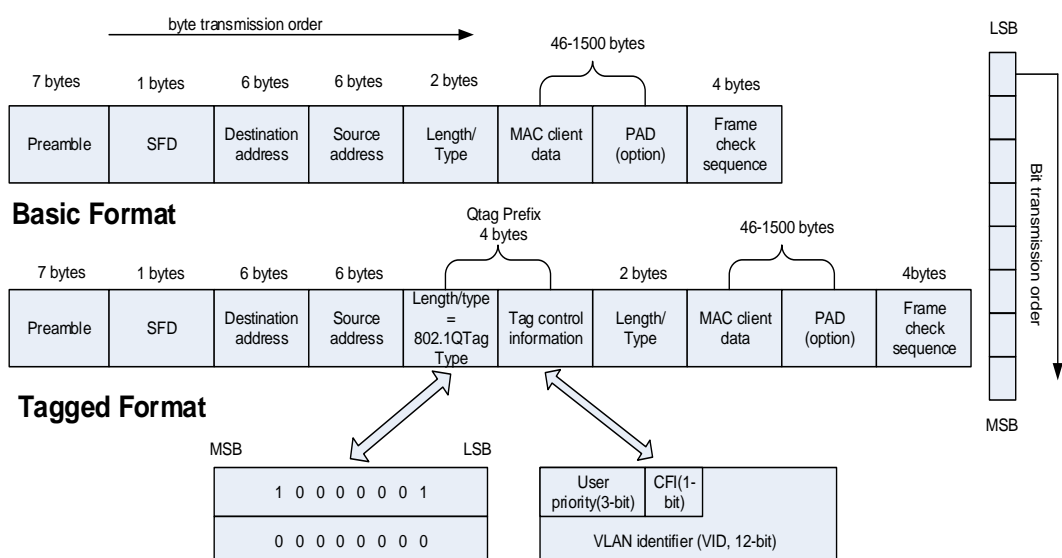 byte transmission order
46-1500 bytes
LSB
7 bytes
1 byte
6 bytes
6 bytes
2 bytes
4 bytes
Preamble
SFD
Destination
address
Source
address
Length/
Type
MAC client
data
PAD
(option)
Frame
check
sequence
Bit transmission order
Basic Format
Qtag Prefix
4 bytes
46-1500 bytes
7 bytes
1 bytes
6 bytes
6 bytes
2 bytes
4bytes
Preamble
SFD
Destination
address
Source
address
Length/type
=
802.1QTag
Type
Tag control
information
Length/
Type
MAC client
data
PAD
(option)
Frame
check
sequence
Tagged Format
MSB
MSB
LSB
1 0 0 0 0 0 0 1
0 0 0 0 0 0 0 0
User
priority(3-bit)
CFI(1-
bit)
VLAN identifier (VID, 12-bit)